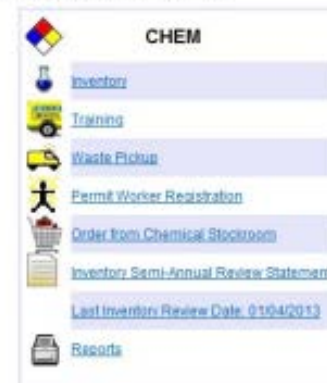 CHEM
Inventory
Training
Waste Pickup
Permit Worker Registration
Order from Chemical Stockroom
Inventory Semi-Annual Review Statemen
Last Inventory Review Date: 01/04/2013
Reports